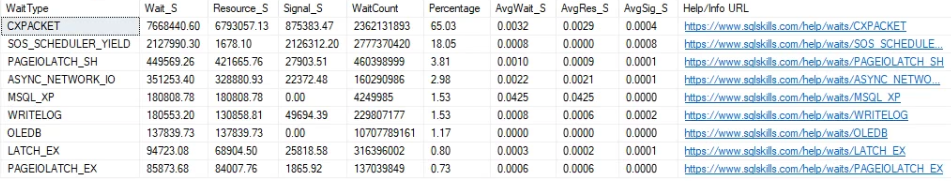 WaitType Wait_S Resource_S Signal_S WaitCount Percentage AvgWait_S AvgRes_S AvgSig_S Help/Info URL
CXPACKET 7668440.60 6793057.13 875383.47 2362131893 65.03 0.0032 0.0029 0.0004 https://www.sqlskills.com/help/waits/CXPACKET
SOS_SCHEDULER_YIELD 2127990.30 1678.10 2126312.20 2777370420 18.05 0.0008 0.0000 0.0008 https://www.sqlskills.com/help/waits/SOS_SCHEDULE...
PAGEIOLATCH_SH 449569.26 421665.76 27903.51 460398999 3.81 0.0010 0.0009 0.0001 https://www.sqlskills.com/help/waits/PAGEIOLATCH_SH
ASYNC_NETWORK_IO 351253.40 328880.93 22372.48 160290986 2.98 0.0022 0.0021 0.0001 https://www.sqlskills.com/help/waits/ASYNC_NETWO...
MSQL_XP 180808.78 180808.78 0.00 4249985 1.53 0.0425 0.0425 0.0000 https://www.sqlskills.com/help/waits/MSQL_XP
WRITELOG 180553.20 130858.81 49694.39 229807177 1.53 0.0008 0.0006 0.0002 https://www.sqlskills.com/help/waits/WRITELOG
OLEDB 137839.73 137839.73 0.00 10707789161 1.17 0.0000 0.0000 0.0000 https://www.sqlskills.com/help/waits/OLEDB
LATCH_EX 94723.08 68904.50 25818.58 316396002 0.80 0.0003 0.0002 0.0001 https://www.sqlskills.com/help/waits/LATCH_EX
PAGEIOLATCH_EX 85873.68 84007.76 1865.92 137039849 0.73 0.0006 0.0006 0.0000 https://www.sqlskills.com/help/waits/PAGEIOLATCH_EX